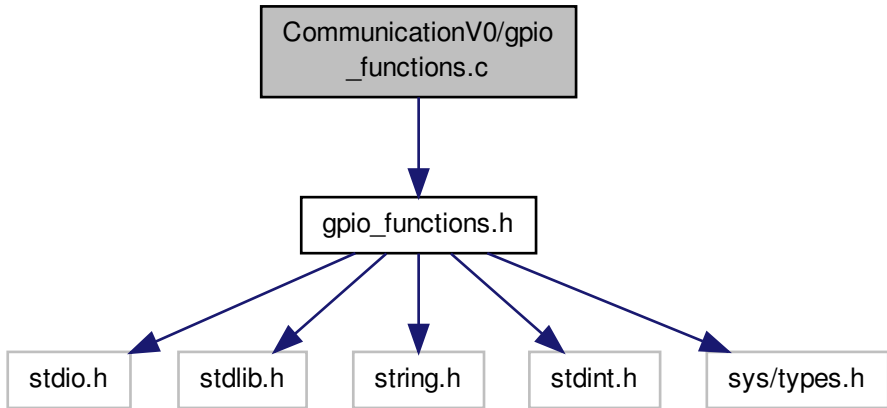 CommunicationV0/gpio
_functions.c
gpio_functions.h
stdio.h
stdlib.h
string.h
stdint.h
sys/types.h